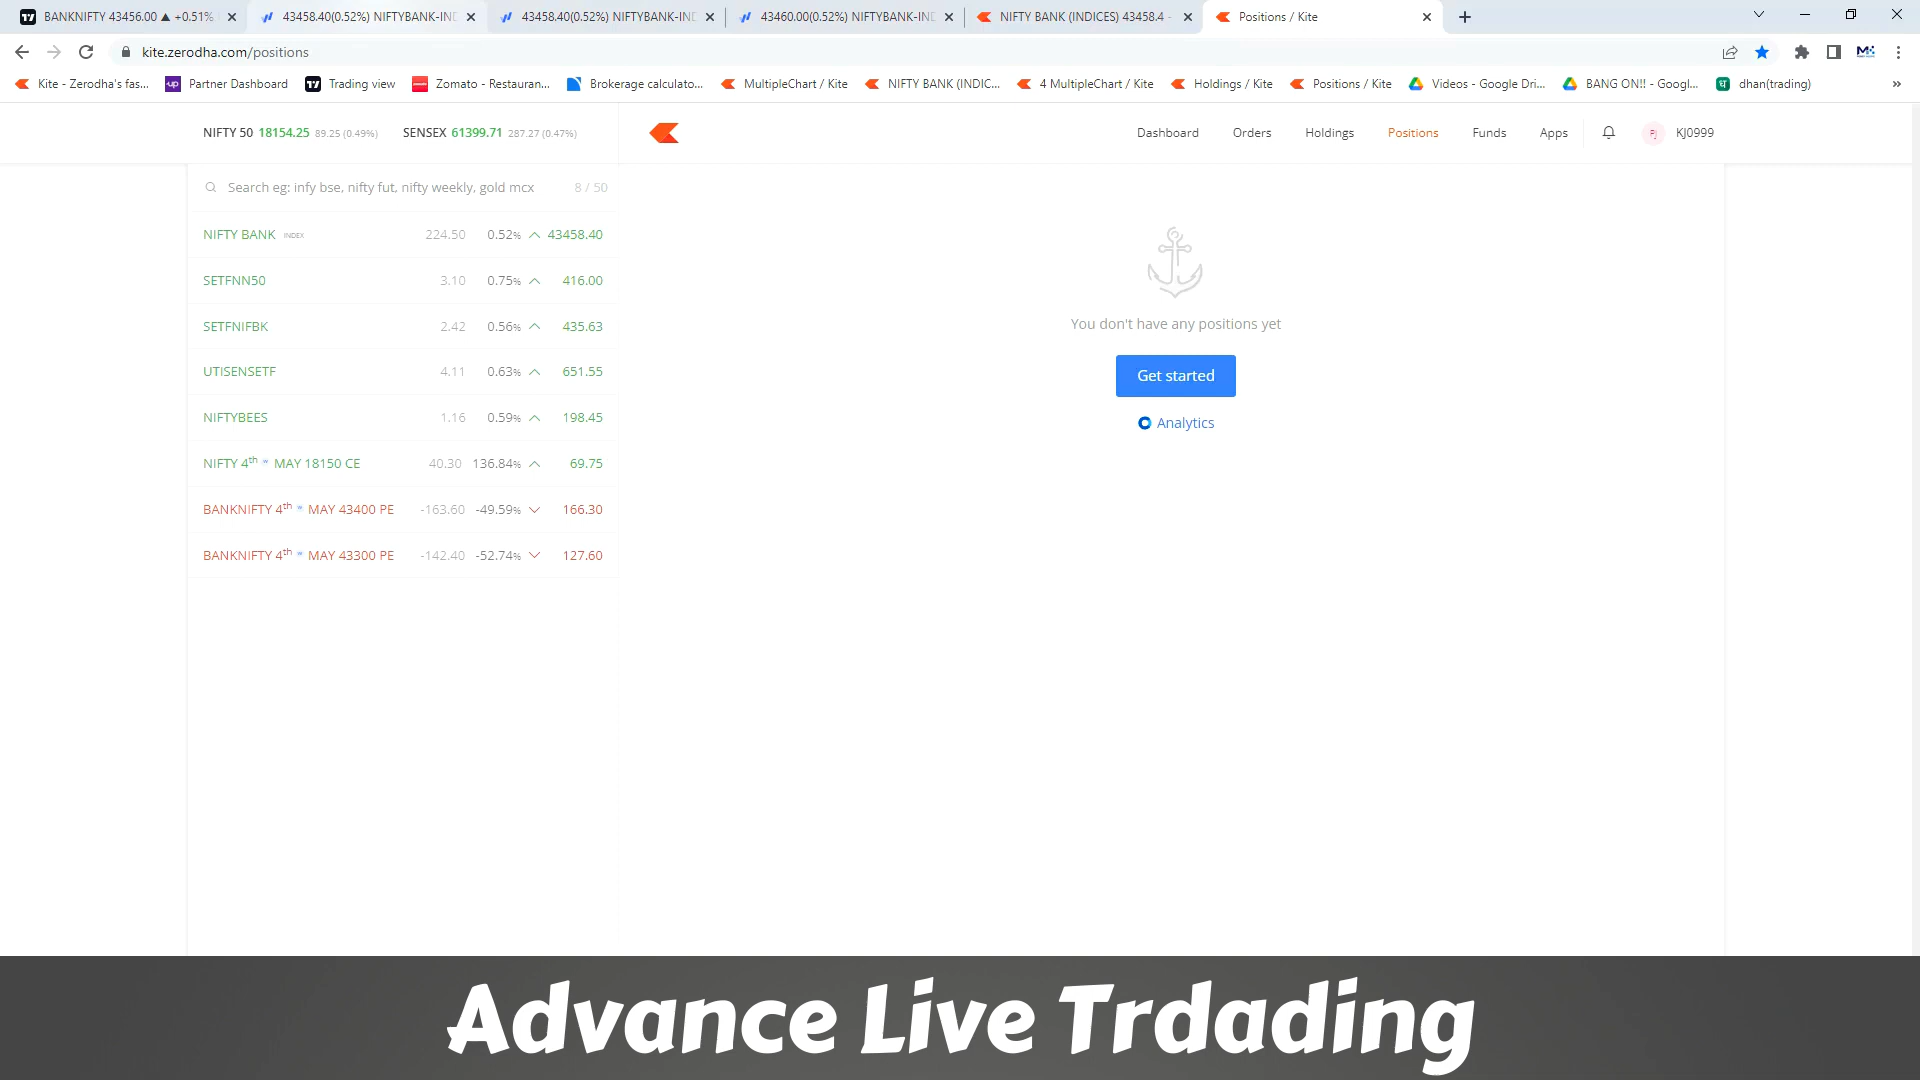 BANKNIFTY 43456.00 ▲ +0.51%
43458.40(0.52%) NIFTYBANK-IND
43458.40(0.52%) NIFTYBANK-IND
43460.00(0.52%) NIFTYBANK-IND
NIFTY BANK (INDICES) 43458.4 -
Positions / Kite
kite.zerodha.com/positions
Kite - Zerodha's fas...
Partner Dashboard
Trading view
Zomato - Restauran...
Brokerage calculato...
MultipleChart / Kite
NIFTY BANK (INDIC...
4 MultipleChart / Kite
Holdings / Kite
Positions / Kite
Videos - Google Dri...
BANG ON!! - Googl...
dhan(trading)
NIFTY 50 18154.25 89.25 (0.49%) SENSEX 61399.71 287.27 (0.47%)
Dashboard Orders Holdings Positions Funds Apps PJ KJ0999
Search eg: infy bse, nifty fut, nifty weekly, gold mcx 8 / 50
NIFTY BANK INDEX 224.50 0.52% 43458.40
SETFNN50 3.10 0.75% 416.00
SETFNIFBK 2.42 0.56% 435.63
UTISENSETF 4.11 0.63% 651.55
NIFTYBEES 1.16 0.59% 198.45
NIFTY 4th w MAY 18150 CE 40.30 136.84% 69.75
BANKNIFTY 4th w MAY 43400 PE -163.60 -49.59% 166.30
BANKNIFTY 4th w MAY 43300 PE -142.40 -52.74% 127.60
You don't have any positions yet
Get started
Analytics
Advance Live Trdading